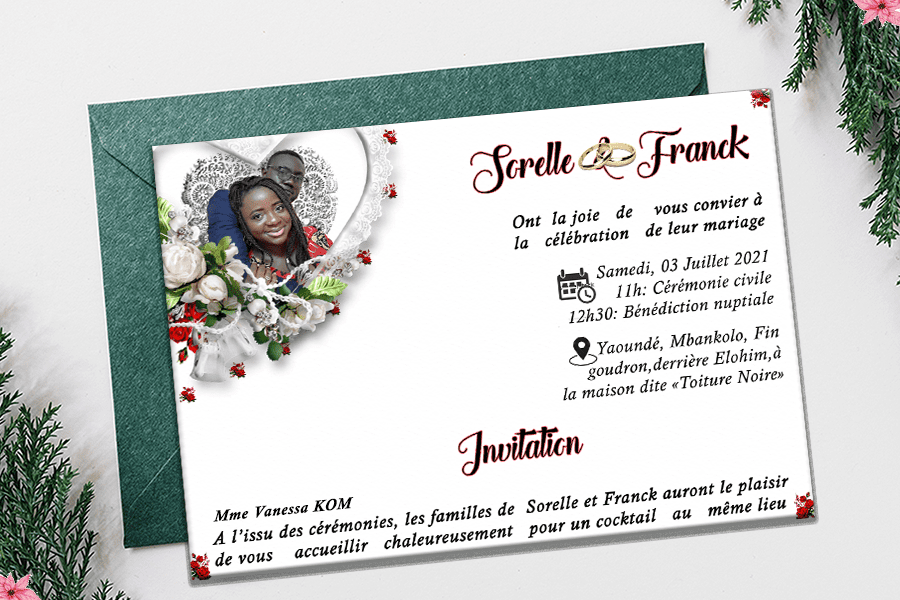 Sorelle & Franck
Ont la joie de vous convier à
la célébration de leur mariage
Samedi, 03 Juillet 2021
11h: Cérémonie civile
12h30: Bénédiction nuptiale
Yaoundé, Mbankolo, Fin
goudron,derrière Elohim,à
la maison dite «Toiture Noire»
Invitation
Mme Vanessa KOM
A l'issu des cérémonies, les familles de Sorelle et Franck auront le plaisir
de vous accueillir chaleureusement pour un cocktail au même lieu